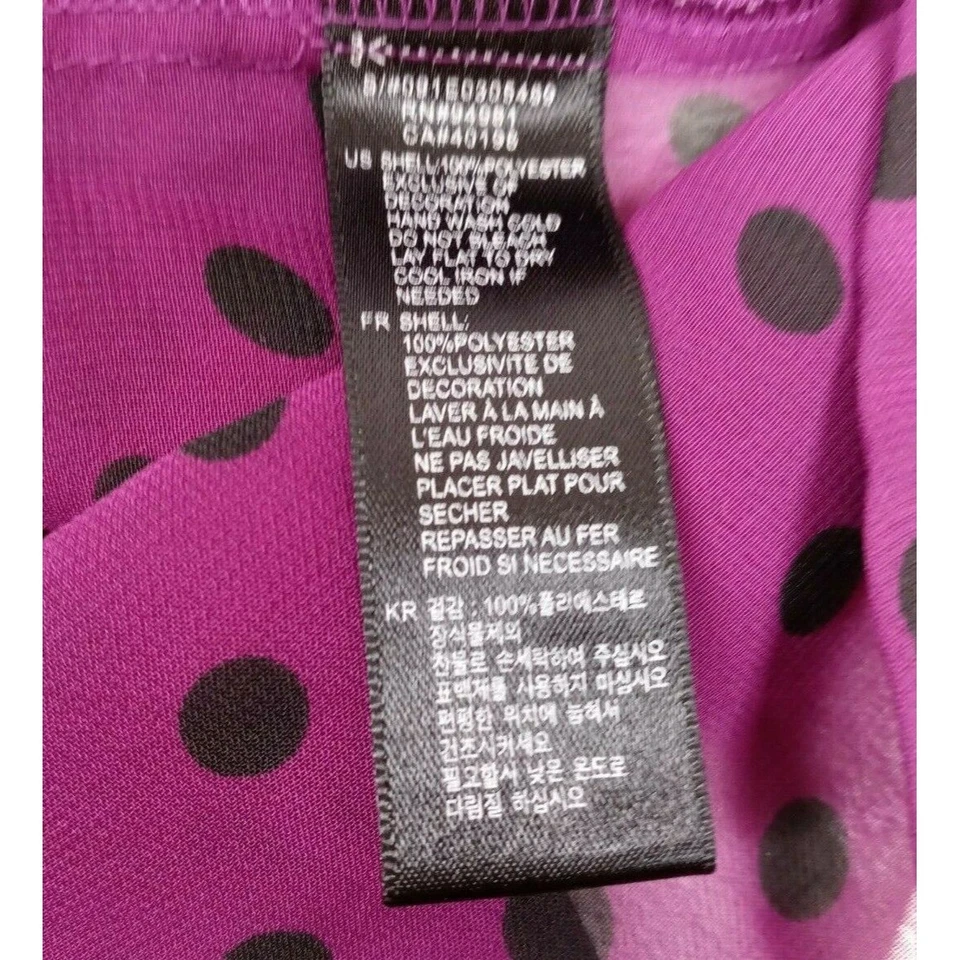 CA#40196
US SHELL:100%POLYESTER
EXCLUSIVE OF
DECORATION
HAND WASH COLD
DO NOT BLEACH
LAY FLAT TO DRY
COOL IRON IF
NEEDED
FR SHELL:
100%POLYESTER
EXCLUSIVITE DE
DECORATION
LAVER À LA MAIN À
L'EAU FROIDE
NE PAS JAVELLISER
PLACER PLAT POUR
SECHER
REPASSER AU FER
FROID SI NECESSAIRE
KR 겉감 : 100%폴리에스테르
장식물제외
찬물로 손세탁하여 주십시오
표백제를 사용하지 마십시오
편평한 위치에 눕혀서
건조시키세요
필요할시 낮은 온도로
다림질 하십시오